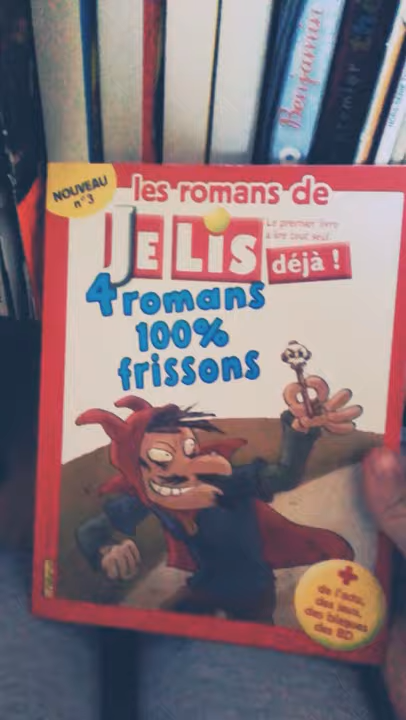 Benjamin
NOUVEAU
n°3
les romans de
JE LIS
déjà !
Le premier livre
à lire tout seul.
4 romans
100%
frissons
+
de l'actu,
des jeux,
des blagues
des BD